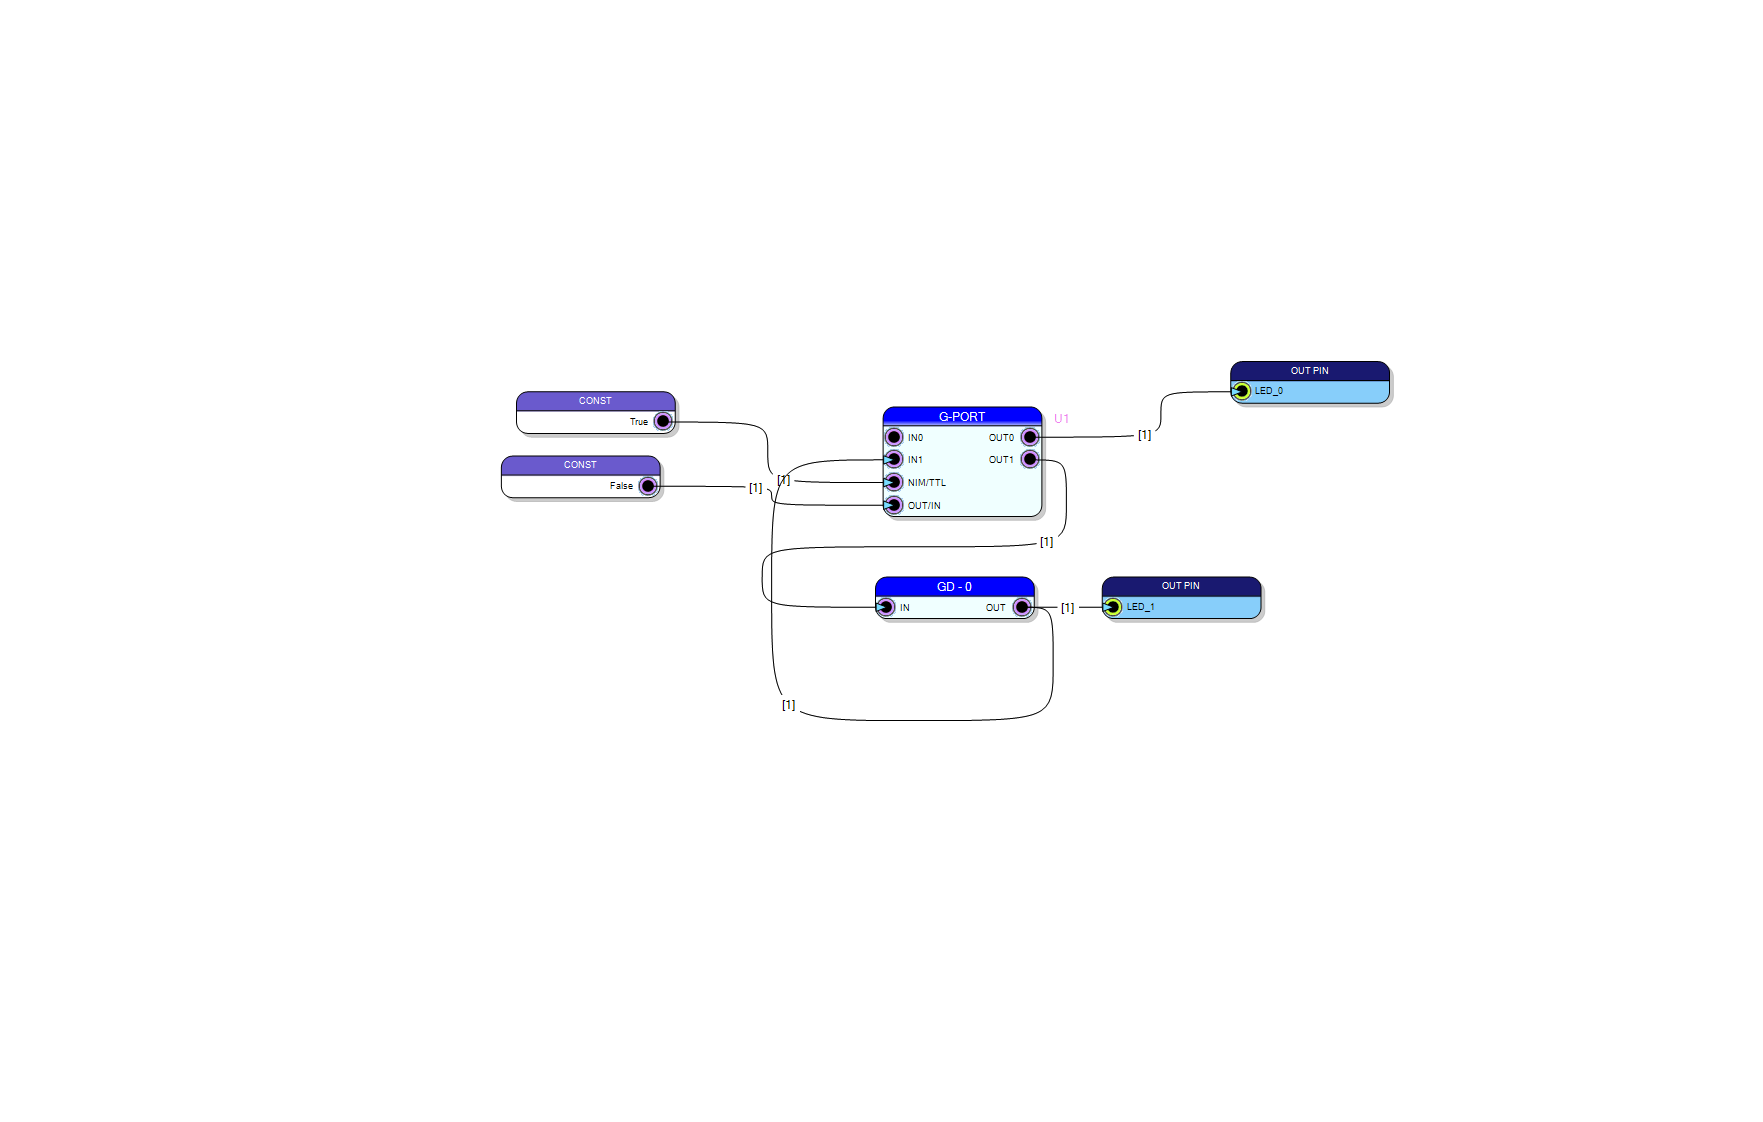 OUT PIN
LED_0
CONST
True
CONST
False
[1]
[1]
G-PORT
U1
IN0
OUT0
IN1
OUT1
NIM/TTL
OUT/IN
[1]
[1]
GD - 0
IN
OUT
[1]
OUT PIN
LED_1
[1]